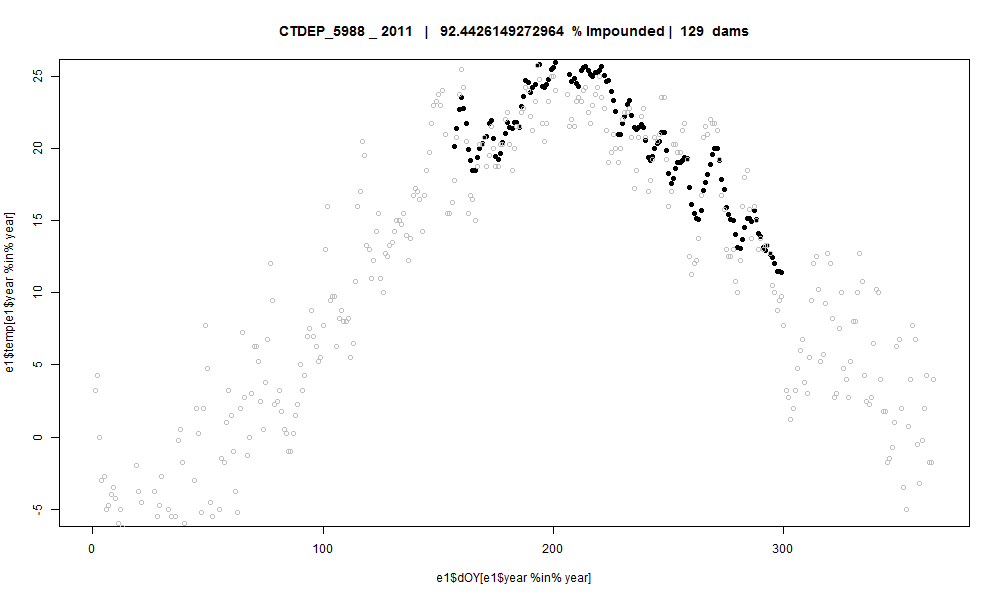 CTDEP_5988 _ 2011 | 92.4426149272964 % Impounded | 129 dams
e1$temp[e1$year %in% year]
25
20
15
10
5
0
-5
0 100 200 300
e1$dOY[e1$year %in% year]